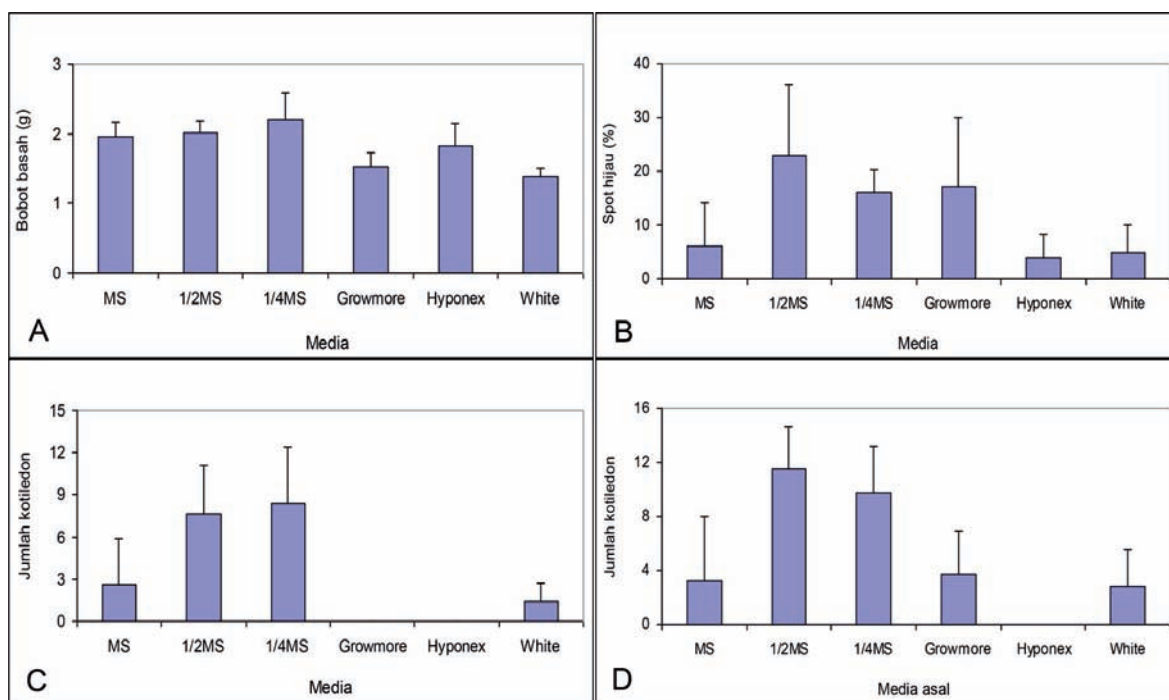 Bobot basah (g)
3
2
1
0
MS 1/2MS 1/4MS Growmore Hyponex White
Media
A
Spot hijau (%)
40
30
20
10
0
MS 1/2MS 1/4MS Growmore Hyponex White
Media
B
Jumlah kotiledon
15
12
9
6
3
0
MS 1/2MS 1/4MS Growmore Hyponex White
Media
C
Jumlah kotiledon
16
12
8
4
0
MS 1/2MS 1/4MS Growmore Hyponex White
Media asal
D